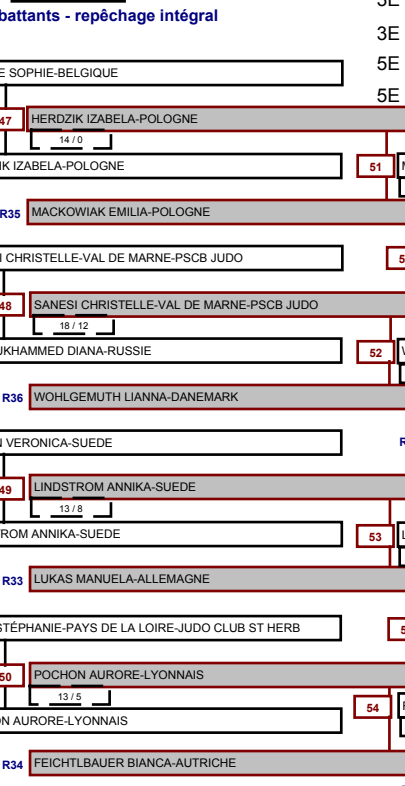 battants - repêchage intégral
3E
3E
5E
5E
E SOPHIE-BELGIQUE
47 HERDZIK IZABELA-POLOGNE
14 / 0
IK IZABELA-POLOGNE
51
R35 MACKOWIAK EMILIA-POLOGNE
I CHRISTELLE-VAL DE MARNE-PSCB JUDO
48 SANESI CHRISTELLE-VAL DE MARNE-PSCB JUDO
18 / 12
UKHAMMED DIANA-RUSSIE
52
R36 WOHLGEMUTH LIANNA-DANEMARK
N VERONICA-SUEDE
49 LINDSTROM ANNIKA-SUEDE
13 / 8
ROM ANNIKA-SUEDE
53
R33 LUKAS MANUELA-ALLEMAGNE
STÉPHANIE-PAYS DE LA LOIRE-JUDO CLUB ST HERB
50 POCHON AURORE-LYONNAIS
13 / 5
ON AURORE-LYONNAIS
54
R34 FEICHTLBAUER BIANCA-AUTRICHE